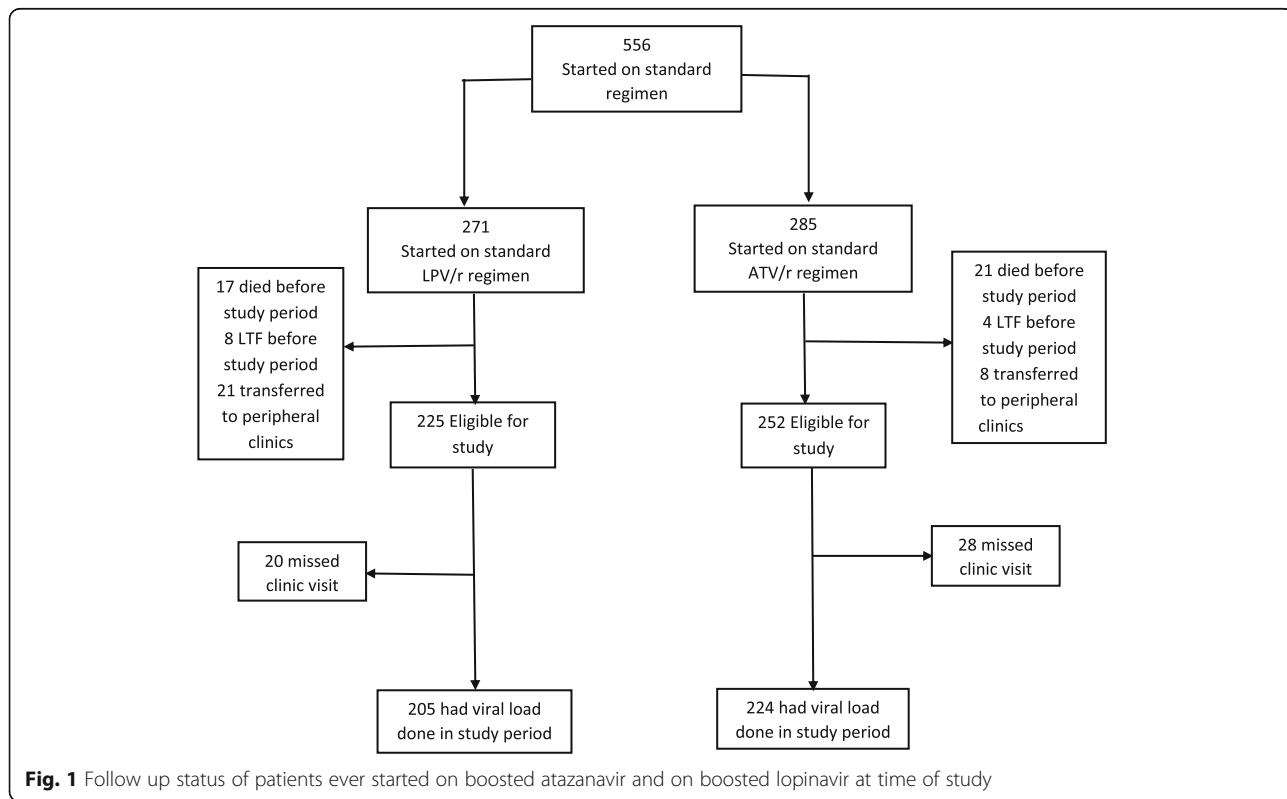 556
Started on standard
regimen
271
Started on standard
LPV/r regimen
285
Started on standard
ATV/r regimen
17 died before
study period
8 LTF before
study period
21 transferred
to peripheral
clinics
21 died before
study period
4 LTF before
study period
8 transferred
to peripheral
clinics
225 Eligible for
study
252 Eligible for
study
20 missed
clinic visit
28 missed
clinic visit
205 had viral load
done in study period
224 had viral load
done in study period
Fig. 1 Follow up status of patients ever started on boosted atazanavir and on boosted lopinavir at time of study